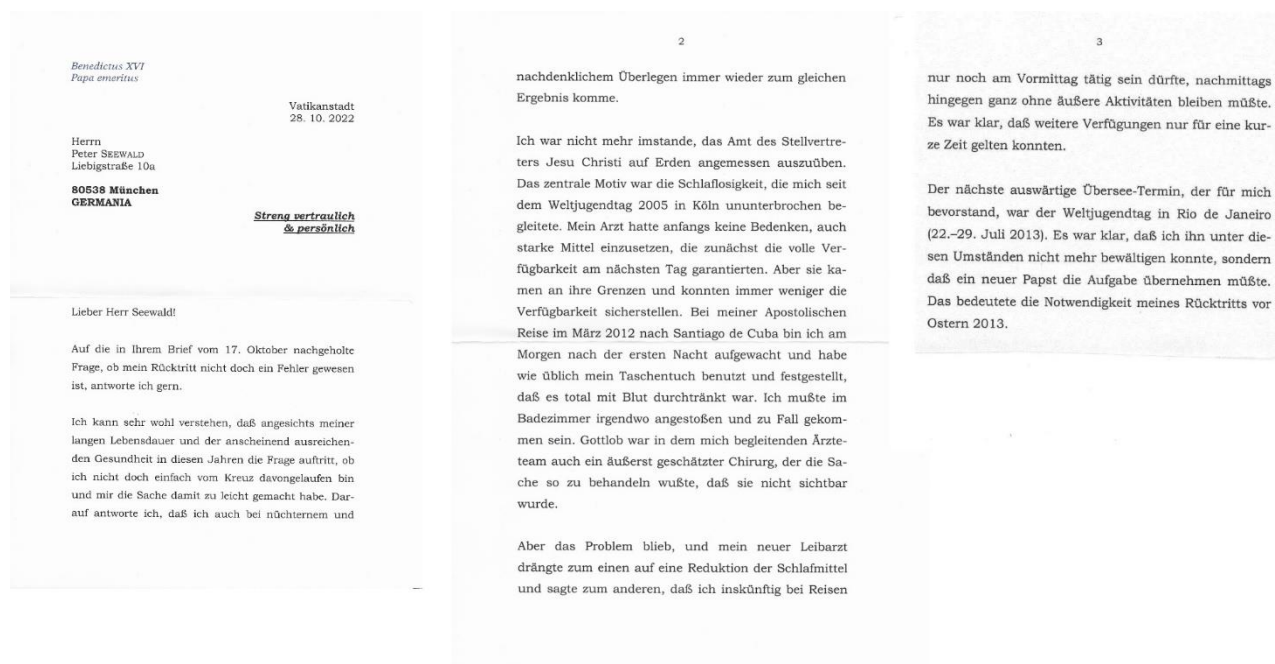 Benedictus XVI
Papa emeritus
Vatikanstadt
28. 10. 2022
Herrn
Peter SEEWALD
Liebigstraße 10a
80538 München
GERMANIA
Streng vertraulich
& persönlich
Lieber Herr Seewald!
Auf die in Ihrem Brief vom 17. Oktober nachgeholte
Frage, ob mein Rücktritt nicht doch ein Fehler gewesen
ist, antworte ich gern.
Ich kann sehr wohl verstehen, daß angesichts meiner
langen Lebensdauer und der anscheinend ausreichen-
den Gesundheit in diesen Jahren die Frage auftritt, ob
ich nicht doch einfach vom Kreuz davongelaufen bin
und mir die Sache damit zu leicht gemacht habe. Dar-
auf antworte ich, daß ich auch bei nüchternem und
2
nachdenklichem Überlegen immer wieder zum gleichen
Ergebnis komme.
Ich war nicht mehr imstande, das Amt des Stellvertre-
ters Jesu Christi auf Erden angemessen auszuüben.
Das zentrale Motiv war die Schlaflosigkeit, die mich seit
dem Weltjugendtag 2005 in Köln ununterbrochen be-
gleitete. Mein Arzt hatte anfangs keine Bedenken, auch
starke Mittel einzusetzen, die zunächst die volle Ver-
fügbarkeit am nächsten Tag garantierten. Aber sie ka-
men an ihre Grenzen und konnten immer weniger die
Verfügbarkeit sicherstellen. Bei meiner Apostolischen
Reise im März 2012 nach Santiago de Cuba bin ich am
Morgen nach der ersten Nacht aufgewacht und habe
wie üblich mein Taschentuch benutzt und festgestellt,
daß es total mit Blut durchtränkt war. Ich mußte im
Badezimmer irgendwo angestoßen und zu Fall gekom-
men sein. Gottlob war in dem mich begleitenden Ärzte-
team auch ein äußerst geschätzter Chirurg, der die Sa-
che so zu behandeln wußte, daß sie nicht sichtbar
wurde.
Aber das Problem blieb, und mein neuer Leibarzt
drängte zum einen auf eine Reduktion der Schlafmittel
und sagte zum anderen, daß ich inskünftig bei Reisen
3
nur noch am Vormittag tätig sein dürfte, nachmittags
hingegen ganz ohne äußere Aktivitäten bleiben müßte.
Es war klar, daß weitere Verfügungen nur für eine kur-
ze Zeit gelten konnten.
Der nächste auswärtige Übersee-Termin, der für mich
bevorstand, war der Weltjugendtag in Rio de Janeiro
(22.–29. Juli 2013). Es war klar, daß ich ihn unter die-
sen Umständen nicht mehr bewältigen konnte, sondern
daß ein neuer Papst die Aufgabe übernehmen müßte.
Das bedeutete die Notwendigkeit meines Rücktritts vor
Ostern 2013.